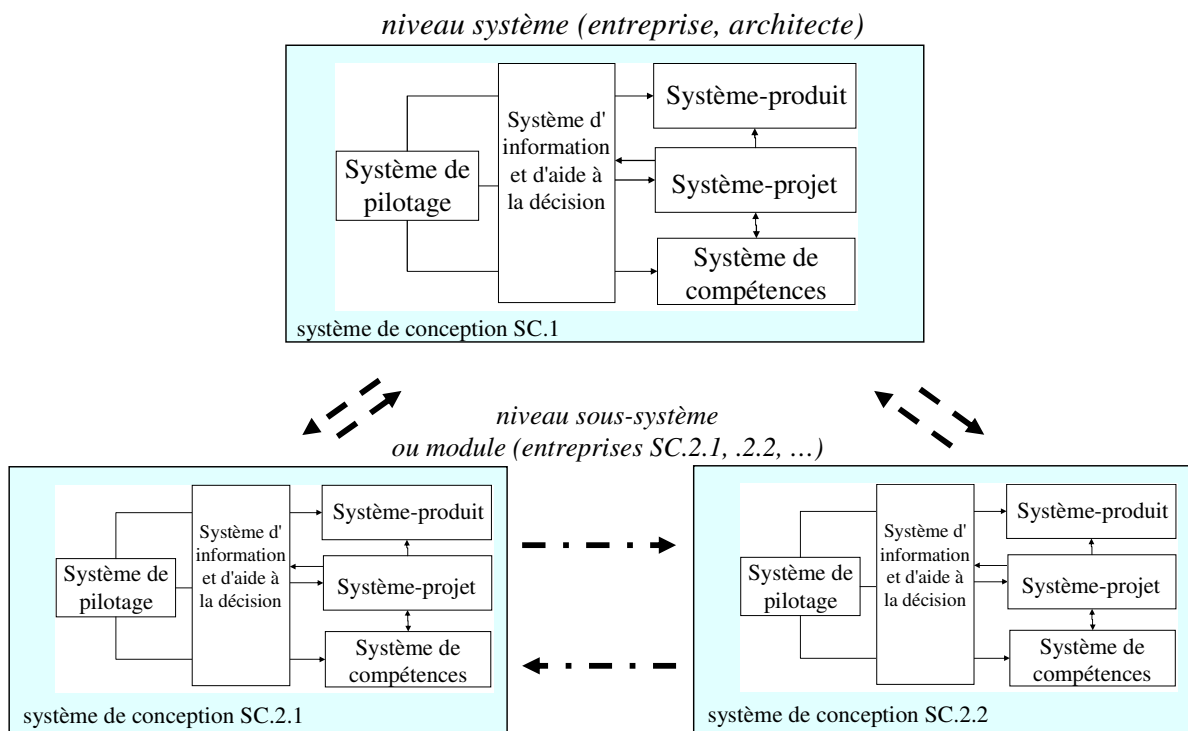 niveau système (entreprise, architecte)
Système-produit
Système d'
information
et d'aide à
la décision
Système de
pilotage
Système-projet
Système de
compétences
système de conception SC.1
niveau sous-système
ou module (entreprises SC.2.1, .2.2, …)
Système-produit
Système d'
information
et d'aide à
la décision
Système de
pilotage
Système-projet
Système de
compétences
système de conception SC.2.1
Système-produit
Système d'
information
et d'aide à
la décision
Système de
pilotage
Système-projet
Système de
compétences
système de conception SC.2.2